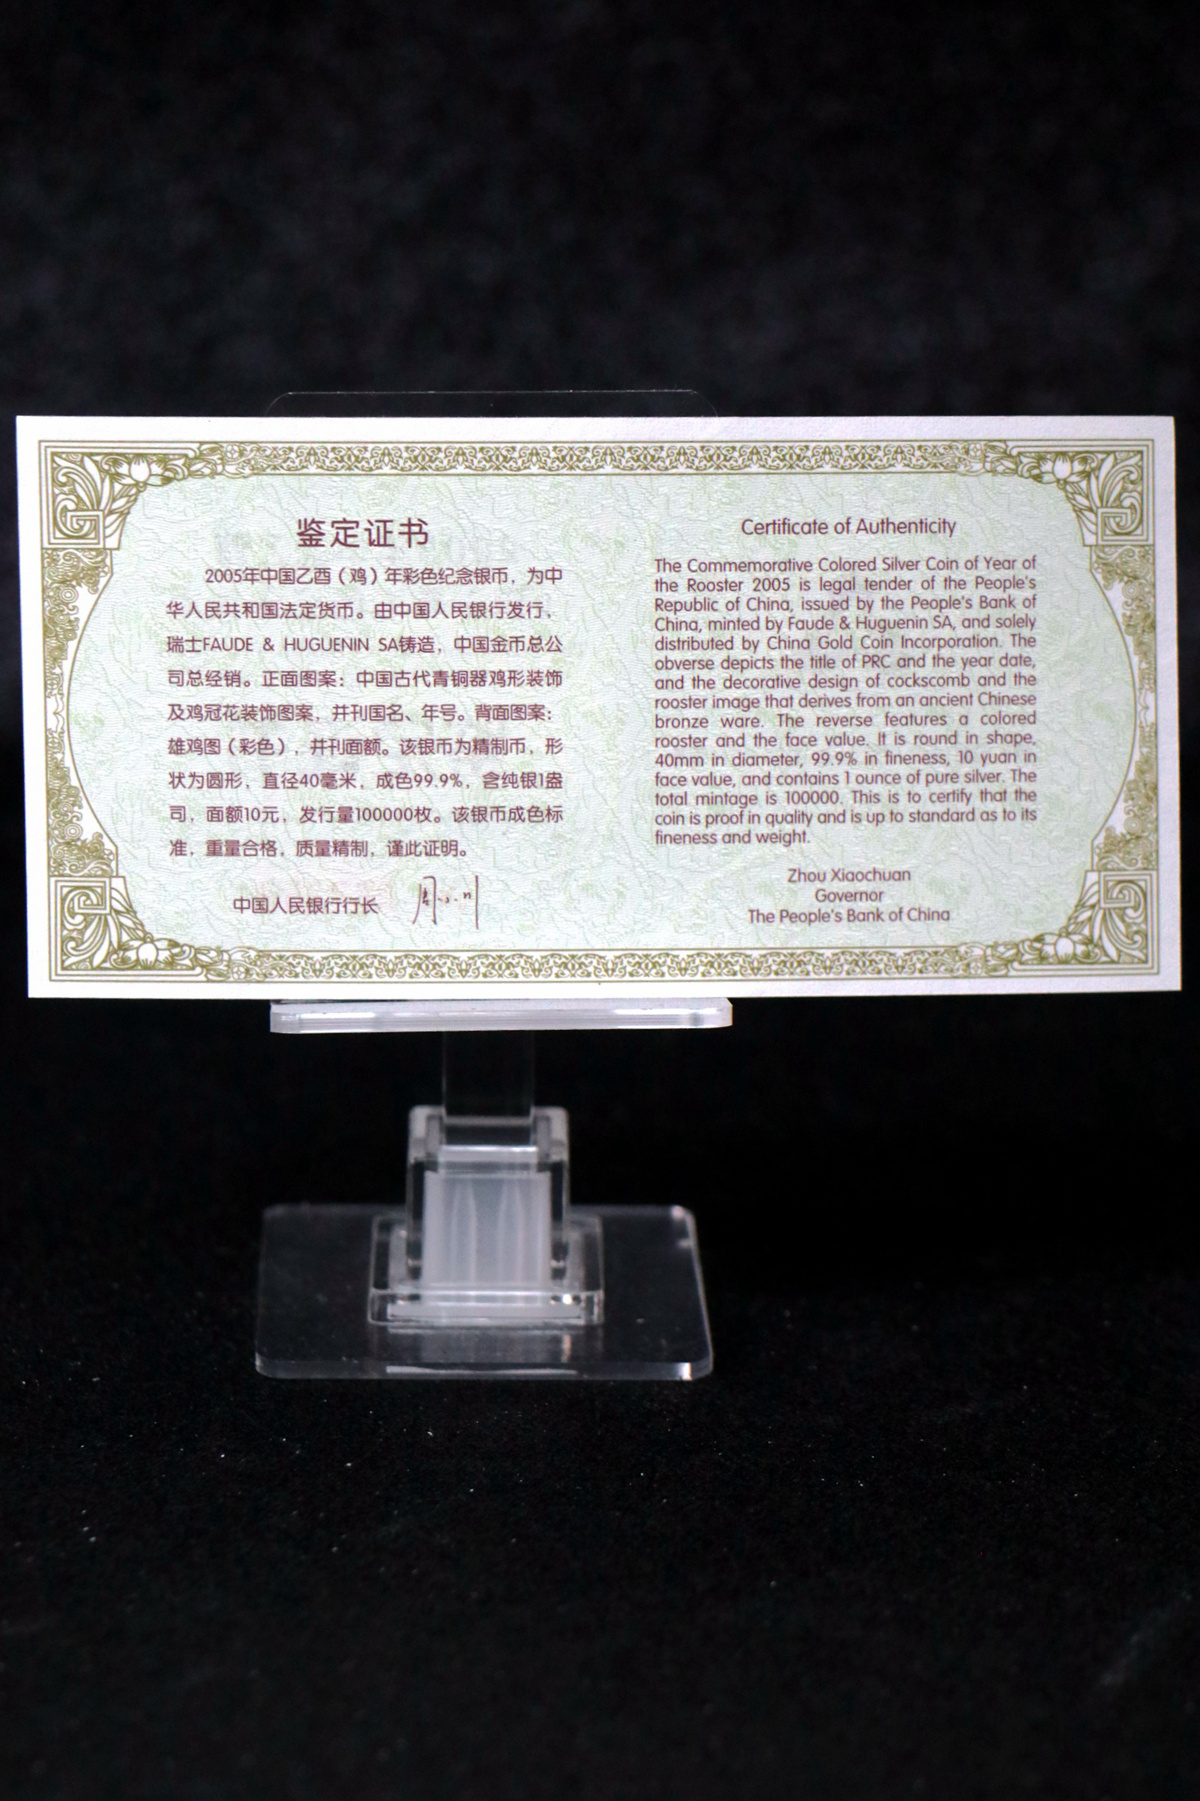 鉴定证书
2005年中国乙酉（鸡）年彩色纪念银币，为中
华人民共和国法定货币。由中国人民银行发行，
瑞士FAUDE & HUGUENIN SA铸造，中国金币总公
司总经销。正面图案：中国古代青铜器鸡形装饰
及鸡冠花装饰图案，并刊国名、年号。背面图案：
雄鸡图（彩色），并刊面额。该银币为精制币，形
状为圆形，直径40毫米，成色99.9%，含纯银1盎
司，面额10元，发行量100000枚。该银币成色标
准，重量合格，质量精制，谨此证明。
中国人民银行行长
Certificate of Authenticity
The Commemorative Colored Silver Coin of Year of
the Rooster 2005 is legal tender of the People's
Republic of China, issued by the People's Bank of
China, minted by Faude & Huguenin SA, and solely
distributed by China Gold Coin Incorporation. The
obverse depicts the title of PRC and the year date,
and the decorative design of cockscomb and the
rooster image that derives from an ancient Chinese
bronze ware. The reverse features a colored
rooster and the face value. It is round in shape,
40mm in diameter, 99.9% in fineness, 10 yuan in
face value, and contains 1 ounce of pure silver. The
total mintage is 100000. This is to certify that the
coin is proof in quality and is up to standard as to its
fineness and weight.
Zhou Xiaochuan
Governor
The People's Bank of China